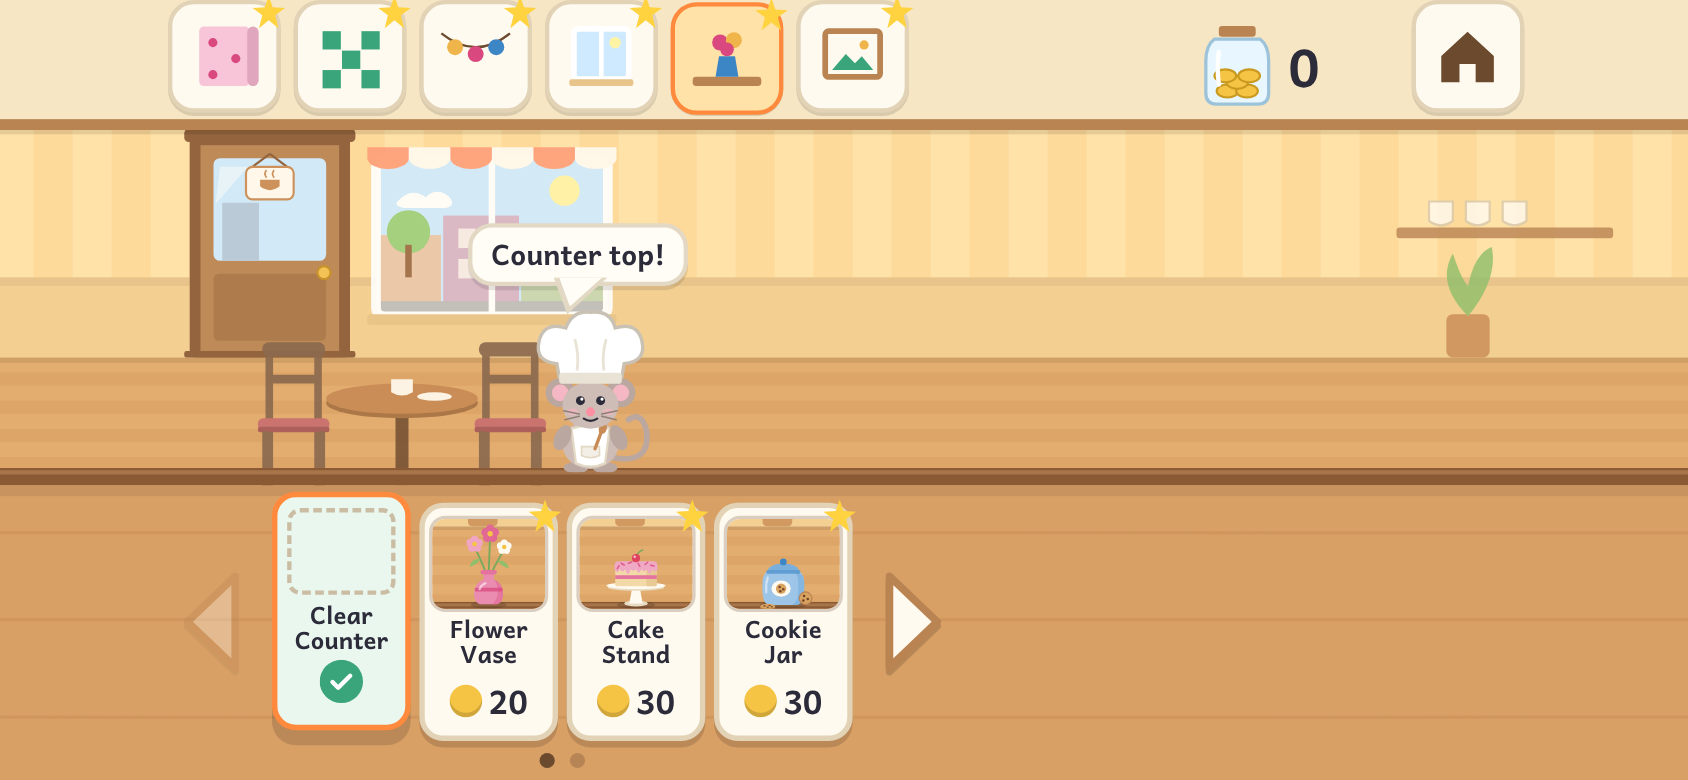 0
Counter top!
Clear
Counter
Flower
Vase
20
Cake
Stand
30
Cookie
Jar
30